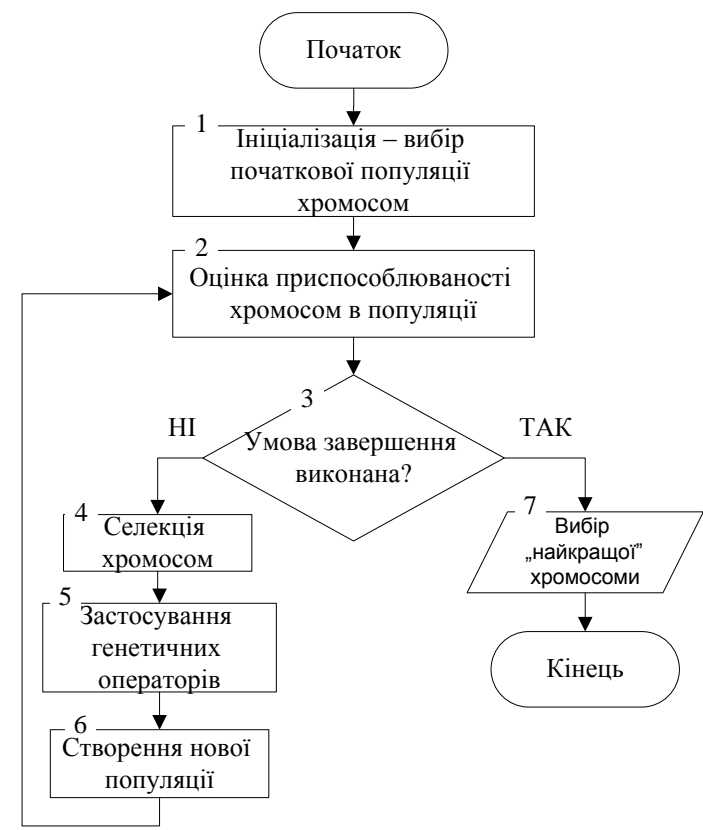 Початок
1
Ініціалізація – вибір
початкової популяції
хромосом
2
Оцінка приспособлюваності
хромосом в популяції
3
Умова завершення
виконана?
НІ
ТАК
4
Селекція
хромосом
5
Застосування
генетичних
операторів
6
Створення нової
популяції
7
Вибір
„найкращої”
хромосоми
Кінець